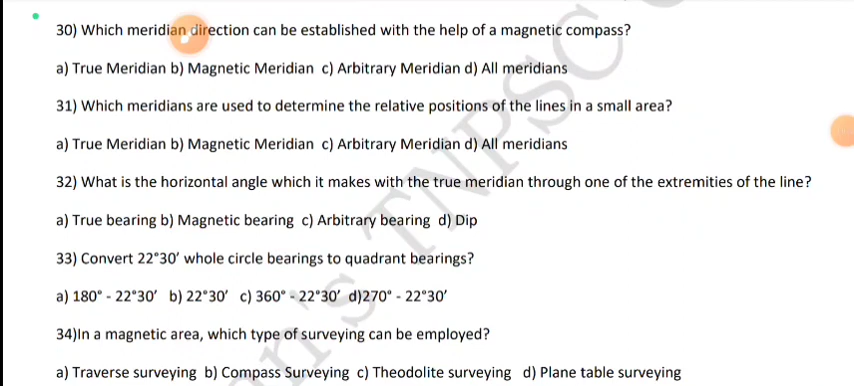 30) Which meridian direction can be established with the help of a magnetic compass?
a) True Meridian b) Magnetic Meridian c) Arbitrary Meridian d) All meridians
31) Which meridians are used to determine the relative positions of the lines in a small area?
a) True Meridian b) Magnetic Meridian c) Arbitrary Meridian d) All meridians
32) What is the horizontal angle which it makes with the true meridian through one of the extremities of the line?
a) True bearing b) Magnetic bearing c) Arbitrary bearing d) Dip
33) Convert 22°30' whole circle bearings to quadrant bearings?
a) 180° - 22°30' b) 22°30' c) 360° - 22°30' d)270° - 22°30'
34)In a magnetic area, which type of surveying can be employed?
a) Traverse surveying b) Compass Surveying c) Theodolite surveying d) Plane table surveying
TNPSC